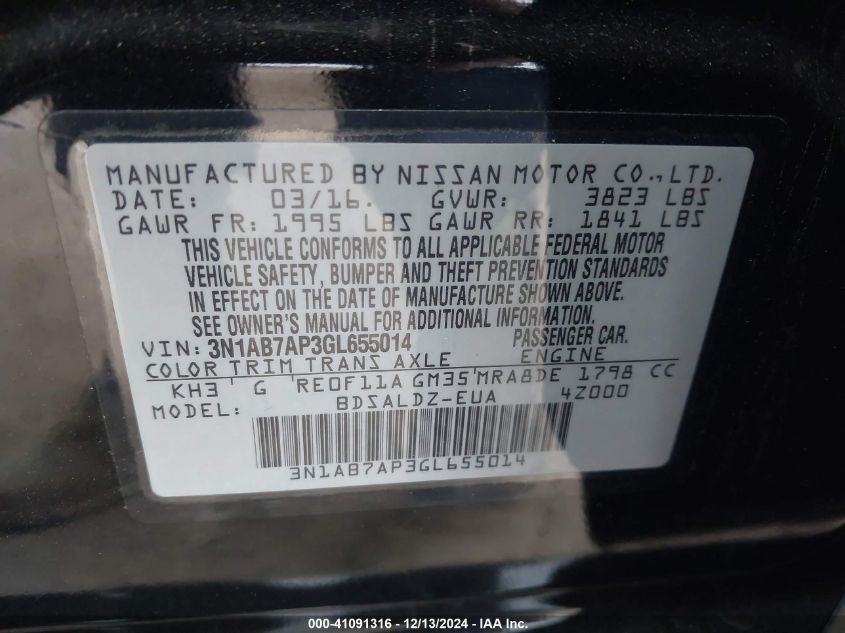 MANUFACTURED BY NISSAN MOTOR CO., LTD.
DATE: 03/16. GVWR: 3823 LBS
GAWR FR: 1995 LBS GAWR RR: 1841 LBS
THIS VEHICLE CONFORMS TO ALL APPLICABLE FEDERAL MOTOR
VEHICLE SAFETY, BUMPER AND THEFT PREVENTION STANDARDS
IN EFFECT ON THE DATE OF MANUFACTURE SHOWN ABOVE.
SEE OWNER'S MANUAL FOR ADDITIONAL INFORMATION.
VIN: 3N1AB7AP3GL655014 PASSENGER CAR.
COLOR TRIM TRANS AXLE ENGINE
KH3 G RE0F11A GM35 MRA8DE 1798 CC
MODEL: BDSALDZ-EUA 4Z000
3N1AB7AP3GL655014
000-41091316 - 12/13/2024 - IAA Inc.